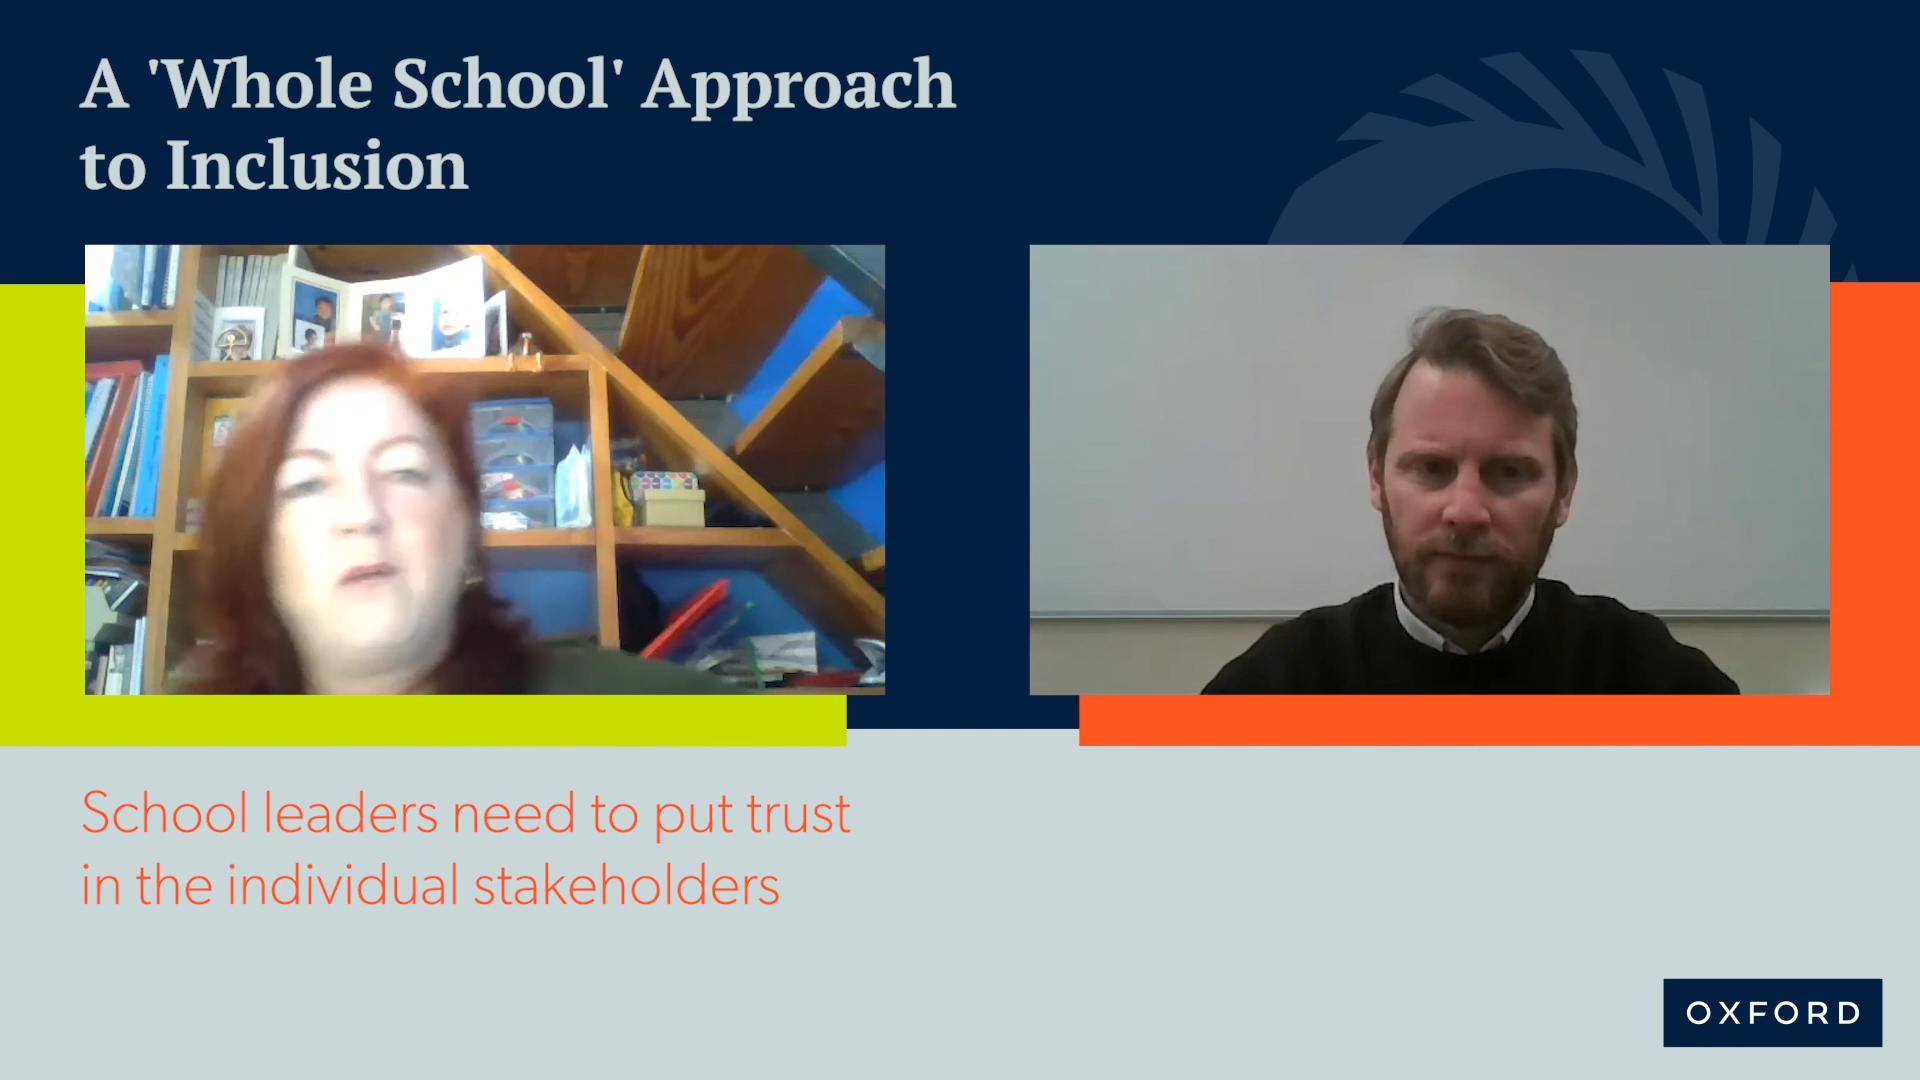 A 'Whole School' Approach
to Inclusion
School leaders need to put trust
in the individual stakeholders
OXFORD